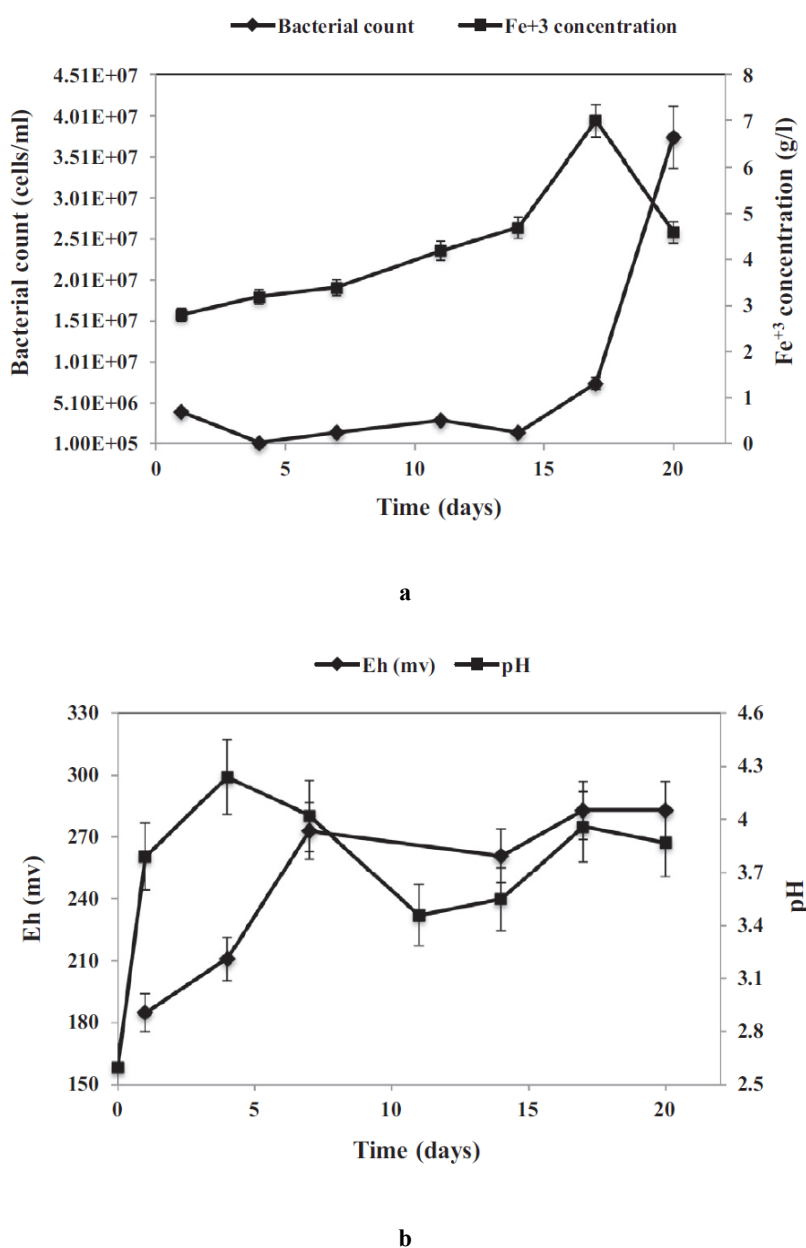 Bacterial count Fe+3 concentration
4.51E+07
4.01E+07
3.51E+07
3.01E+07
2.51E+07
2.01E+07
1.51E+07
1.01E+07
5.10E+06
1.00E+05
Bacterial count (cells/ml)
8
7
6
5
4
3
2
1
0
Fe+3 concentration (g/l)
0 5 10 15 20
Time (days)
a
Eh (mv) pH
330
300
270
240
210
180
150
Eh (mv)
4.6
4.3
4
3.7
3.4
3.1
2.8
2.5
pH
0 5 10 15 20
Time (days)
b